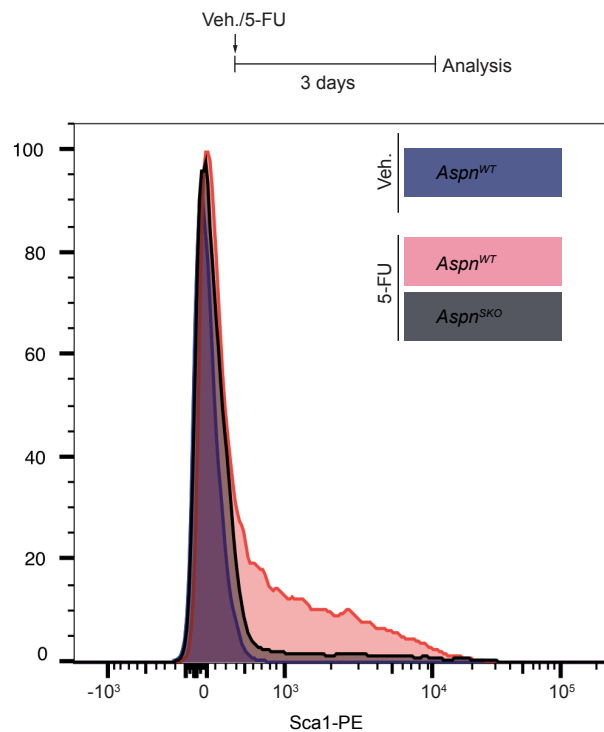 Veh./5-FU
3 days
Analysis
100
80
60
40
20
0
Veh.
Aspn^WT
5-FU
Aspn^WT
Aspn^SKO
-10³ 0 10³ 10⁴ 10⁵
Sca1-PE